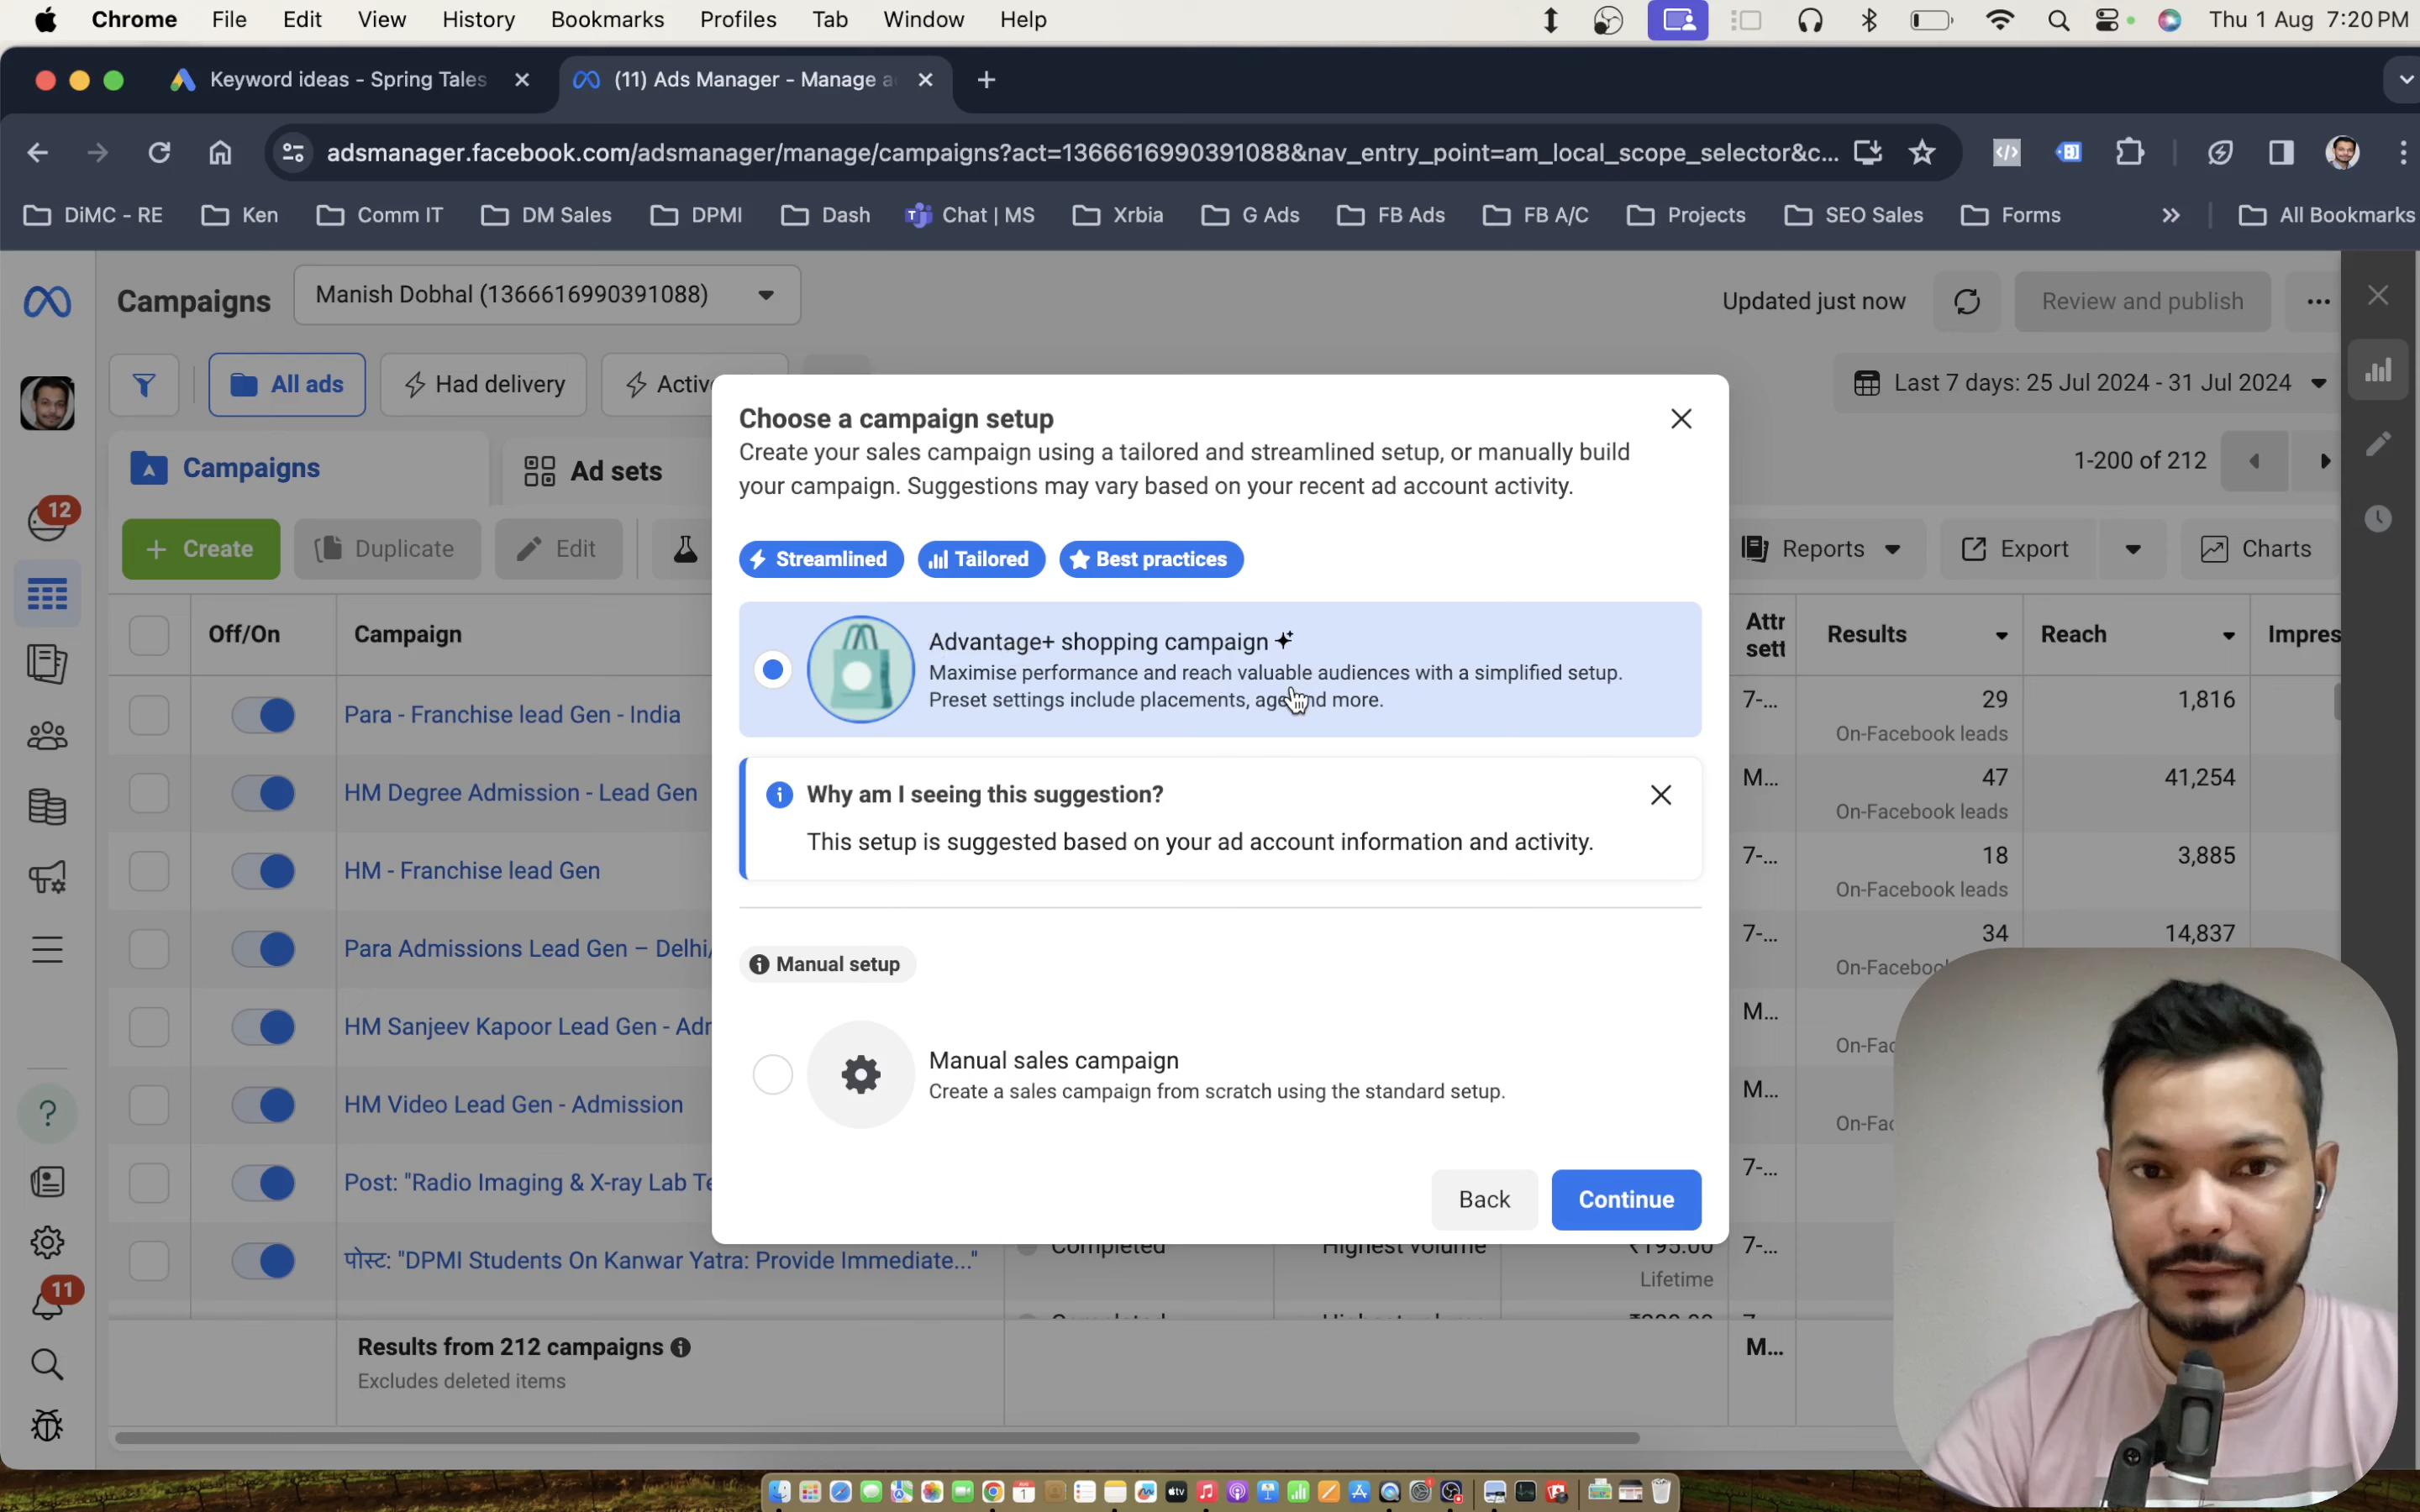 Chrome File Edit View History Bookmarks Profiles Tab Window Help Thu 1 Aug 7:20 PM
Keyword ideas - Spring Tales (11) Ads Manager - Manage a
adsmanager.facebook.com/adsmanager/manage/campaigns?act=1366616990391088&nav_entry_point=am_local_scope_selector&c...
DiMC - RE Ken Comm IT DM Sales DPMI Dash Chat | MS Xrbia G Ads FB Ads FB A/C Projects SEO Sales Forms All Bookmarks
Campaigns Manish Dobhal (1366616990391088) Updated just now Review and publish
All ads Had delivery Active Last 7 days: 25 Jul 2024 - 31 Jul 2024
Campaigns Ad sets 1-200 of 212
Create Duplicate Edit Reports Export Charts
Off/On Campaign Attr sett Results Reach Impres
Choose a campaign setup
Create your sales campaign using a tailored and streamlined setup, or manually build
your campaign. Suggestions may vary based on your recent ad account activity.
Streamlined Tailored Best practices
Advantage+ shopping campaign
Maximise performance and reach valuable audiences with a simplified setup.
Preset settings include placements, age and more.
Why am I seeing this suggestion?
This setup is suggested based on your ad account information and activity.
Manual setup
Manual sales campaign
Create a sales campaign from scratch using the standard setup.
Back Continue
12
Para - Franchise lead Gen - India 7-... 29 1,816
On-Facebook leads
HM Degree Admission - Lead Gen M... 47 41,254
On-Facebook leads
HM - Franchise lead Gen 7-... 18 3,885
On-Facebook leads
Para Admissions Lead Gen – Delhi/ 7-... 34 14,837
On-Faceboo
HM Sanjeev Kapoor Lead Gen - Adr M...
On-Fac
HM Video Lead Gen - Admission M...
On-Fac
Post: "Radio Imaging & X-ray Lab Te 7-...
पोस्ट: "DPMI Students On Kanwar Yatra: Provide Immediate..." Completed Highest volume ₹195.00 7-...
Lifetime
11
Results from 212 campaigns M...
Excludes deleted items